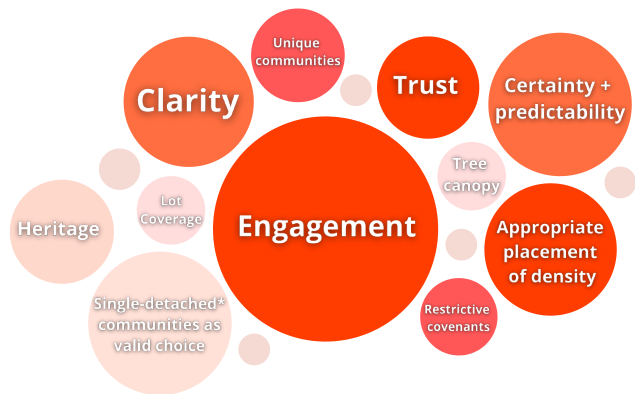 Unique
communities
Clarity
Trust
Certainty +
predictability
Tree
canopy
Lot
Coverage
Heritage
Engagement
Appropriate
placement
of density
Single-detached*
communities as
valid choice
Restrictive
covenants